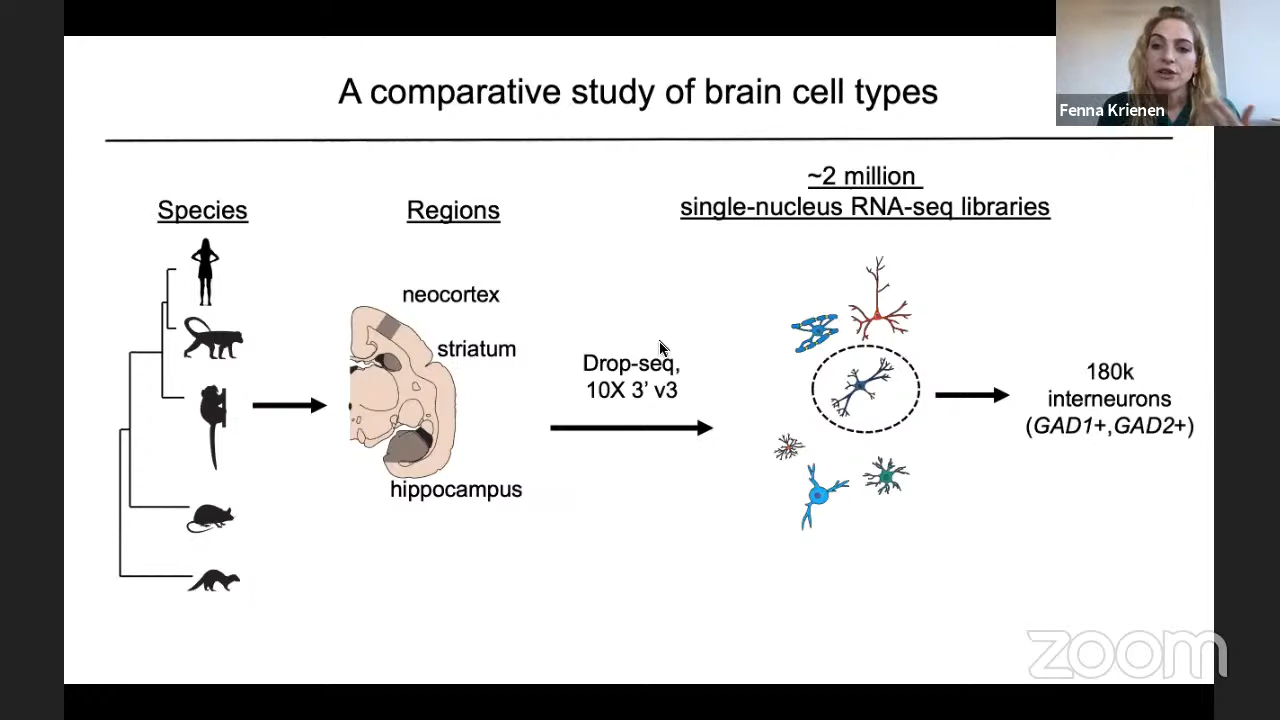 A comparative study of brain cell types
Fenna Krienen
Species
Regions
~2 million
single-nucleus RNA-seq libraries
neocortex
striatum
hippocampus
Drop-seq,
10X 3’ v3
180k
interneurons
(GAD1+,GAD2+)
zoom